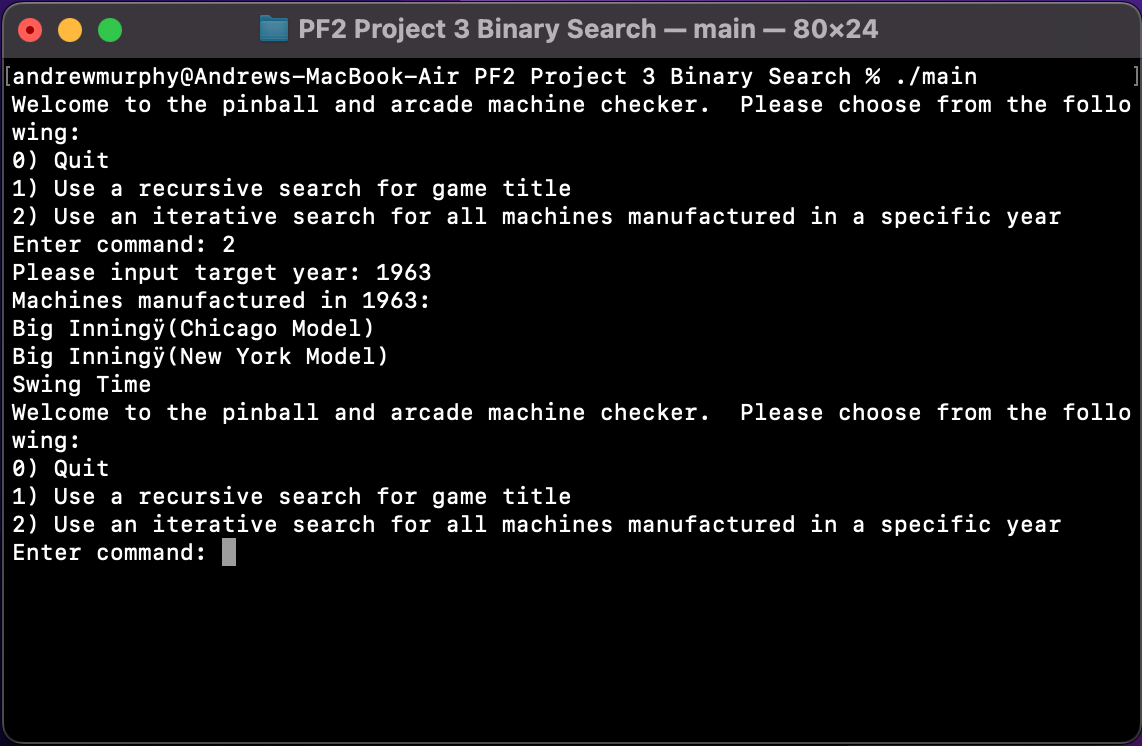 PF2 Project 3 Binary Search — main — 80×24
[andrewmurphy@Andrews-MacBook-Air PF2 Project 3 Binary Search % ./main ]
Welcome to the pinball and arcade machine checker.  Please choose from the follo
wing:
0) Quit
1) Use a recursive search for game title
2) Use an iterative search for all machines manufactured in a specific year
Enter command: 2
Please input target year: 1963
Machines manufactured in 1963:
Big Inningÿ(Chicago Model)
Big Inningÿ(New York Model)
Swing Time
Welcome to the pinball and arcade machine checker.  Please choose from the follo
wing:
0) Quit
1) Use a recursive search for game title
2) Use an iterative search for all machines manufactured in a specific year
Enter command: